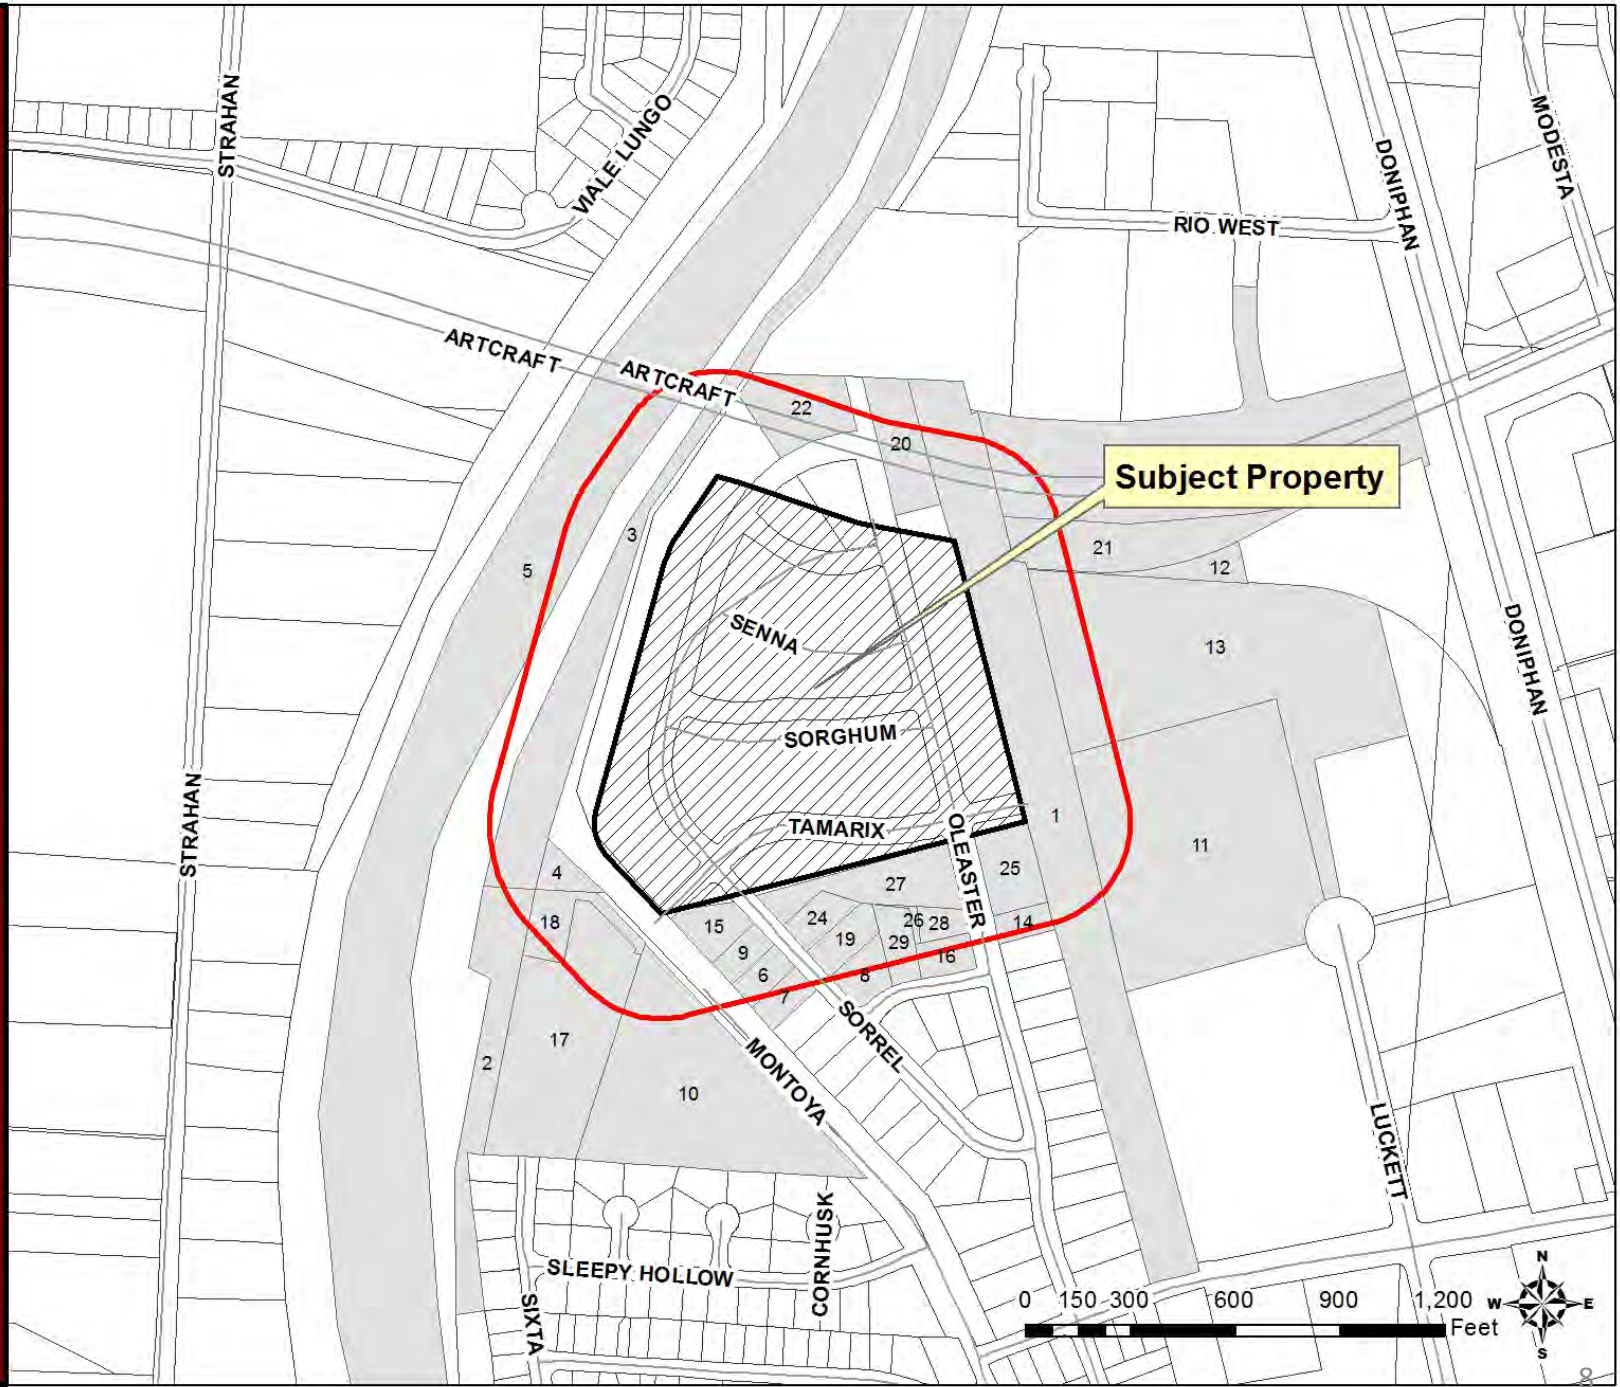 STRAHAN
VIALE LUNGO
MODESTA
DONIPHAN
RIO WEST
ARTCRAFT
ARTCRAFT
22
20
Subject Property
3
21
5
12
SENNA
13
DONIPHAN
SORGHUM
STRAHAN
TAMARIX
OLEASTER
1
11
4
25
27
18
15
24
26
28
14
19
29
9
16
6
8
7
SORREL
17
2
MONTOYA
10
LUCKETT
CORNHUSK
SLEEPY HOLLOW
SIXTA
N
W
E
S
0 150 300 600 900 1,200
Feet
8